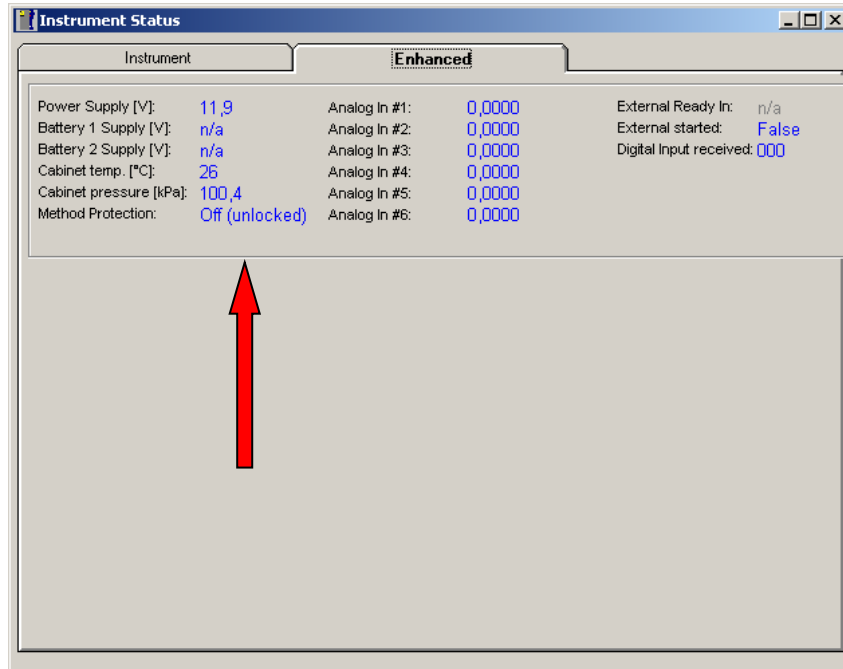 Instrument Status
Instrument Enhanced
Power Supply [V]: 11,9 Analog In #1: 0,0000 External Ready In: n/a
Battery 1 Supply [V]: n/a Analog In #2: 0,0000 External started: False
Battery 2 Supply [V]: n/a Analog In #3: 0,0000 Digital Input received: 000
Cabinet temp. [°C]: 26 Analog In #4: 0,0000
Cabinet pressure [kPa]: 100,4 Analog In #5: 0,0000
Method Protection: Off (unlocked) Analog In #6: 0,0000